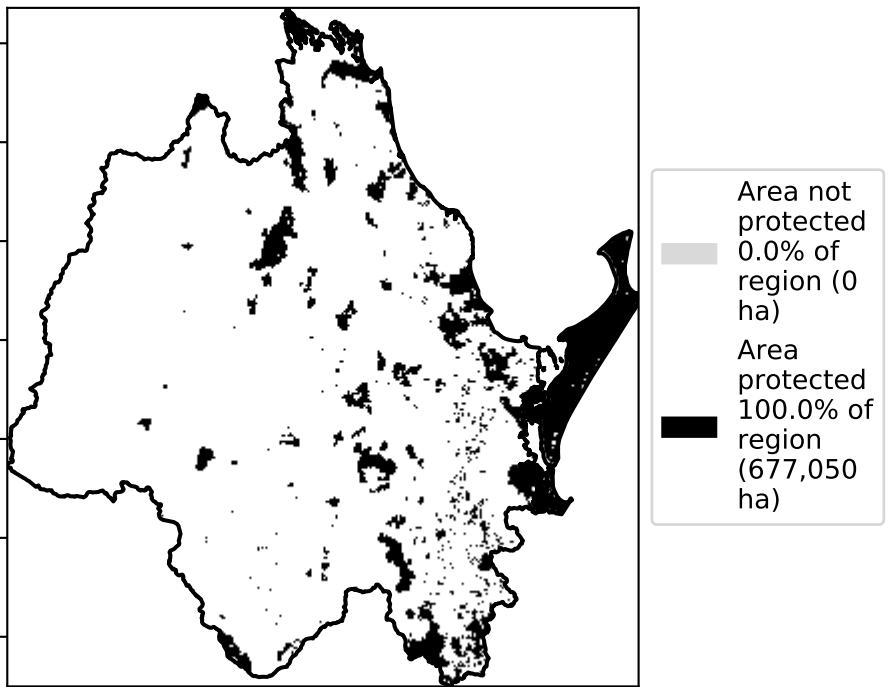 Area not
protected
0.0% of
region (0
ha)
Area
protected
100.0% of
region
(677,050
ha)